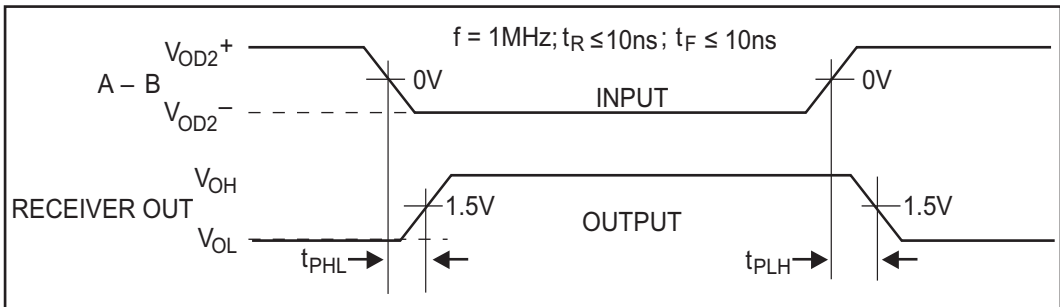 f = 1MHz; tR ≤ 10ns ; tF ≤ 10ns
VOD2+
A – B
0V
0V
INPUT
VOD2–
VOH
RECEIVER OUT
1.5V
OUTPUT
1.5V
VOL
tPHL
tPLH